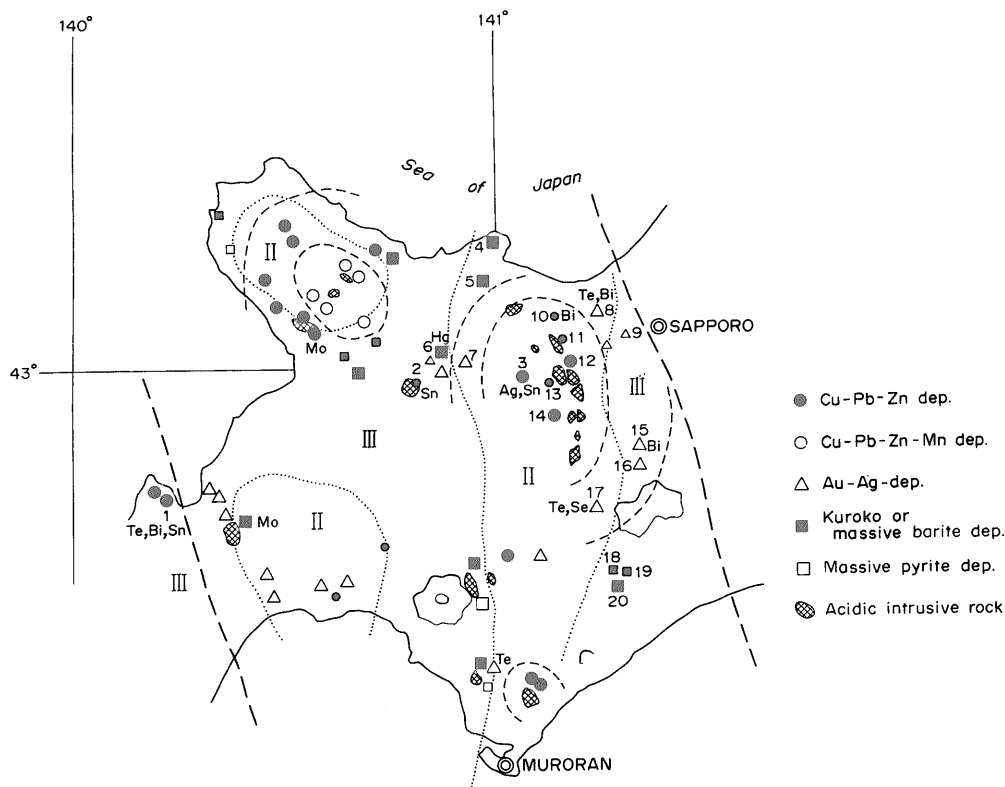 140°
141°
Sea of Japan
II
4
5
Te,Bi
8
10
Bi
9
SAPPORO
11
Hg
6
7
12
Mo
3
43°
2
Sn
Ag,Sn
13
III
14
15
Bi
III
16
II
17
Te,Se
1
Te,Bi,Sn
Mo
II
18
19
20
III
Te
MURORAN
Cu-Pb-Zn dep.
Cu-Pb-Zn-Mn dep.
Au-Ag-dep.
Kuroko or
massive barite dep.
Massive pyrite dep.
Acidic intrusive rock